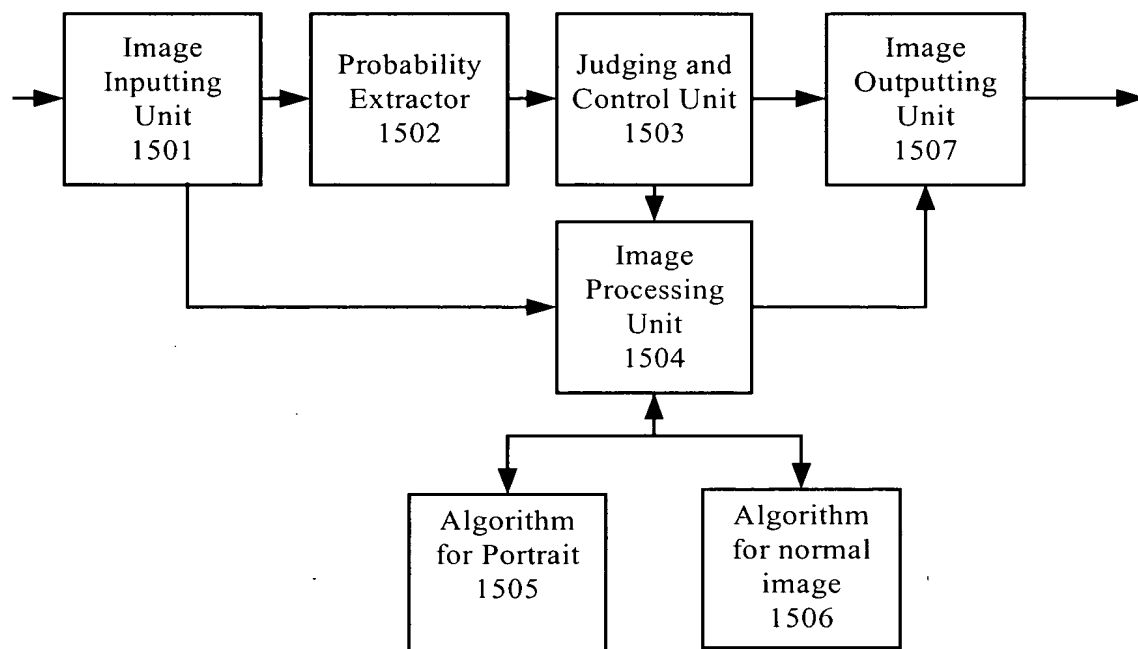 Image
Inputting
Unit
1501
Probability
Extractor
1502
Judging and
Control Unit
1503
Image
Outputting
Unit
1507
Image
Processing
Unit
1504
Algorithm
for Portrait
1505
Algorithm
for normal
image
1506